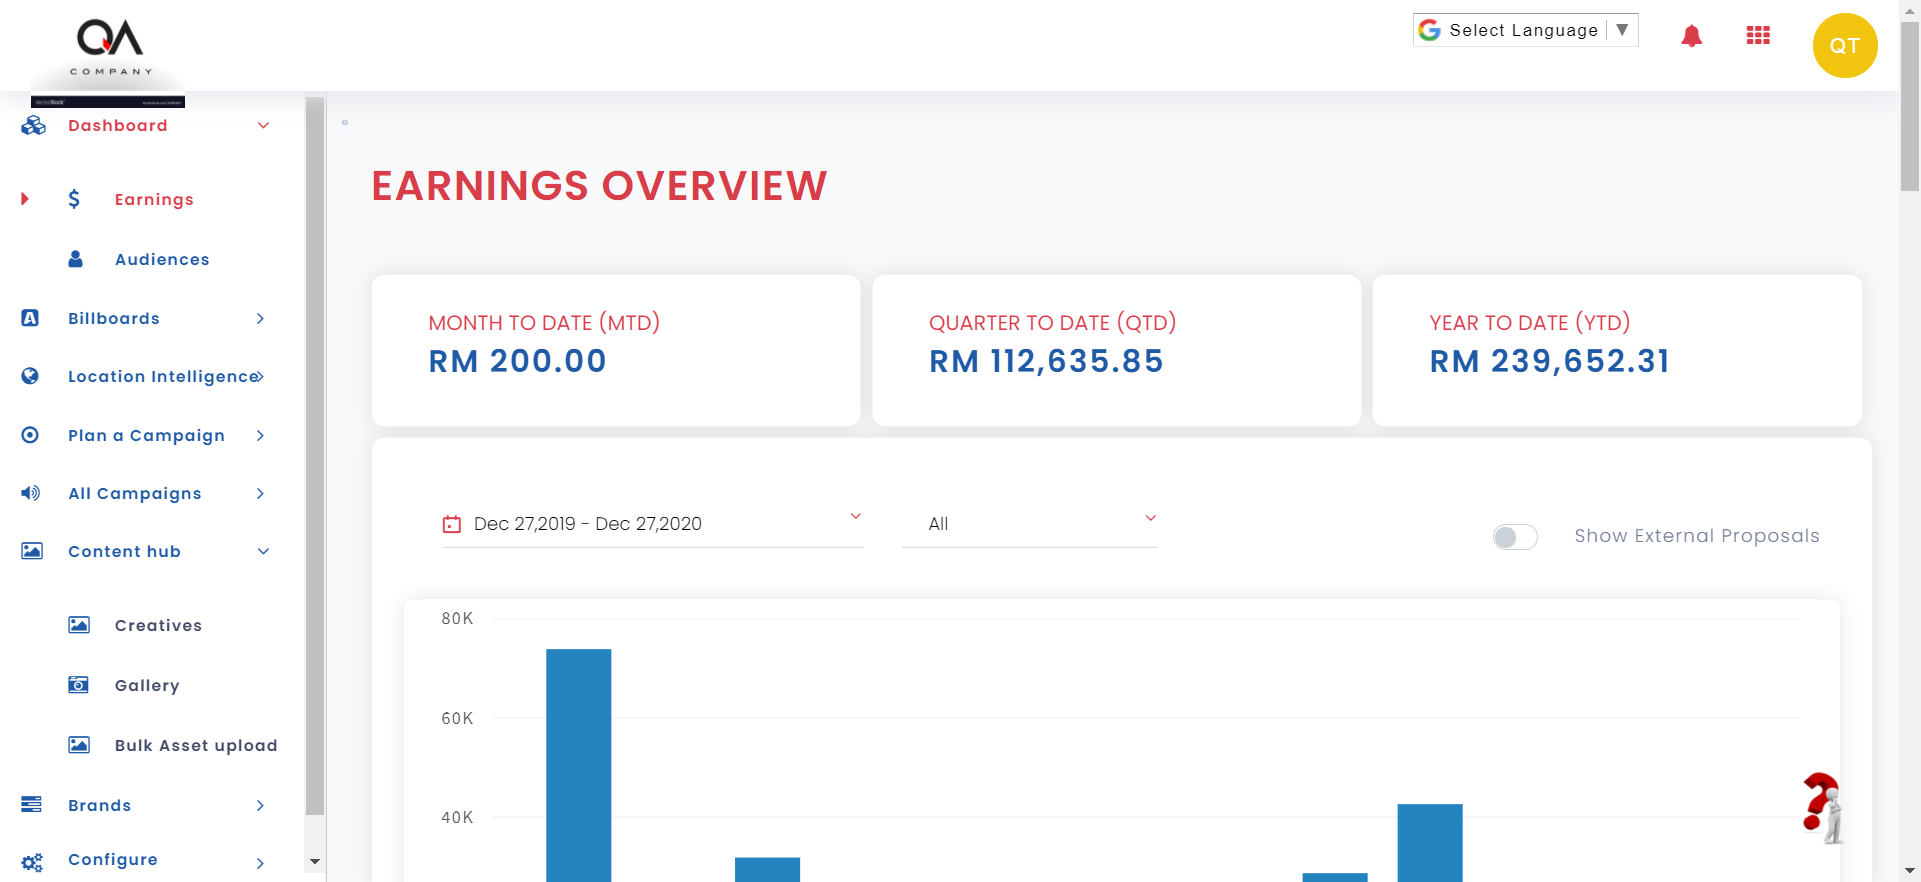 QA
COMPANY
Select Language
QT
Dashboard
Earnings
Audiences
Billboards
Location Intelligence
Plan a Campaign
All Campaigns
Content hub
Creatives
Gallery
Bulk Asset upload
Brands
Configure
EARNINGS OVERVIEW
MONTH TO DATE (MTD)
RM 200.00
QUARTER TO DATE (QTD)
RM 112,635.85
YEAR TO DATE (YTD)
RM 239,652.31
Dec 27,2019 - Dec 27,2020
All
Show External Proposals
80K
60K
40K